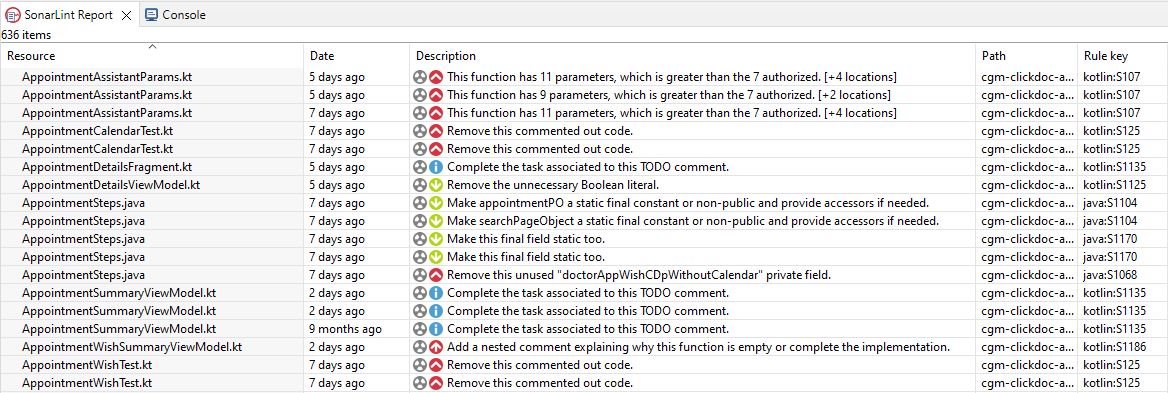 SonarLint Report Console
636 items
Resource Date Description Path Rule key
AppointmentAssistantParams.kt 5 days ago This function has 11 parameters, which is greater than the 7 authorized. [+4 locations] cgm-clickdoc-a... kotlin:S107
AppointmentAssistantParams.kt 5 days ago This function has 9 parameters, which is greater than the 7 authorized. [+2 locations] cgm-clickdoc-a... kotlin:S107
AppointmentAssistantParams.kt 5 days ago This function has 11 parameters, which is greater than the 7 authorized. [+4 locations] cgm-clickdoc-a... kotlin:S107
AppointmentCalendarTest.kt 7 days ago Remove this commented out code. cgm-clickdoc-a... kotlin:S125
AppointmentCalendarTest.kt 7 days ago Remove this commented out code. cgm-clickdoc-a... kotlin:S125
AppointmentDetailsFragment.kt 5 days ago Complete the task associated to this TODO comment. cgm-clickdoc-a... kotlin:S1135
AppointmentDetailsViewModel.kt 5 days ago Remove the unnecessary Boolean literal. cgm-clickdoc-a... kotlin:S1125
AppointmentSteps.java 7 days ago Make appointmentPO a static final constant or non-public and provide accessors if needed. cgm-clickdoc-a... java:S1104
AppointmentSteps.java 7 days ago Make searchPageObject a static final constant or non-public and provide accessors if needed. cgm-clickdoc-a... java:S1104
AppointmentSteps.java 7 days ago Make this final field static too. cgm-clickdoc-a... java:S1170
AppointmentSteps.java 7 days ago Make this final field static too. cgm-clickdoc-a... java:S1170
AppointmentSteps.java 7 days ago Remove this unused "doctorAppWishCDpWithoutCalendar" private field. cgm-clickdoc-a... java:S1068
AppointmentSummaryViewModel.kt 2 days ago Complete the task associated to this TODO comment. cgm-clickdoc-a... kotlin:S1135
AppointmentSummaryViewModel.kt 2 days ago Complete the task associated to this TODO comment. cgm-clickdoc-a... kotlin:S1135
AppointmentSummaryViewModel.kt 9 months ago Complete the task associated to this TODO comment. cgm-clickdoc-a... kotlin:S1135
AppointmentWishSummaryViewModel.kt 2 days ago Add a nested comment explaining why this function is empty or complete the implementation. cgm-clickdoc-a... kotlin:S1186
AppointmentWishTest.kt 7 days ago Remove this commented out code. cgm-clickdoc-a... kotlin:S125
AppointmentWishTest.kt 7 days ago Remove this commented out code. cgm-clickdoc-a... kotlin:S125